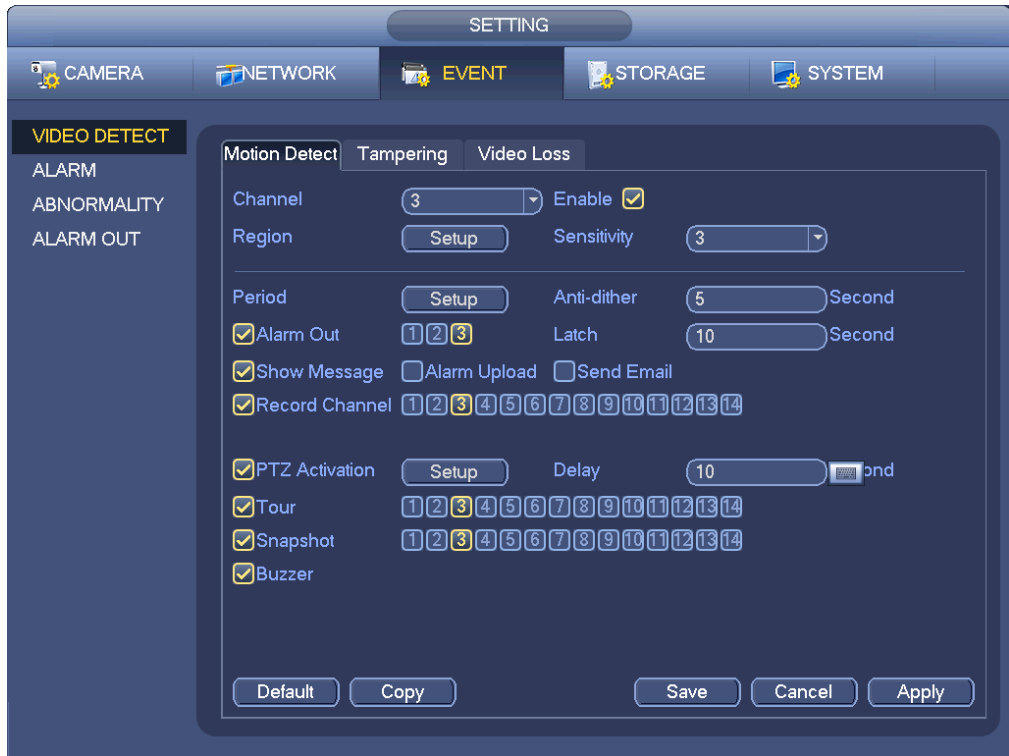 SETTING
CAMERA NETWORK EVENT STORAGE SYSTEM
VIDEO DETECT
ALARM
ABNORMALITY
ALARM OUT
Motion Detect Tampering Video Loss
Channel 3 Enable
Region Setup Sensitivity 3
Period Setup Anti-dither 5 Second
Alarm Out 1 2 3 Latch 10 Second
Show Message Alarm Upload Send Email
Record Channel 1 2 3 4 5 6 7 8 9 10 11 12 13 14
PTZ Activation Setup Delay 10 ond
Tour 1 2 3 4 5 6 7 8 9 10 11 12 13 14
Snapshot 1 2 3 4 5 6 7 8 9 10 11 12 13 14
Buzzer
Default Copy Save Cancel Apply